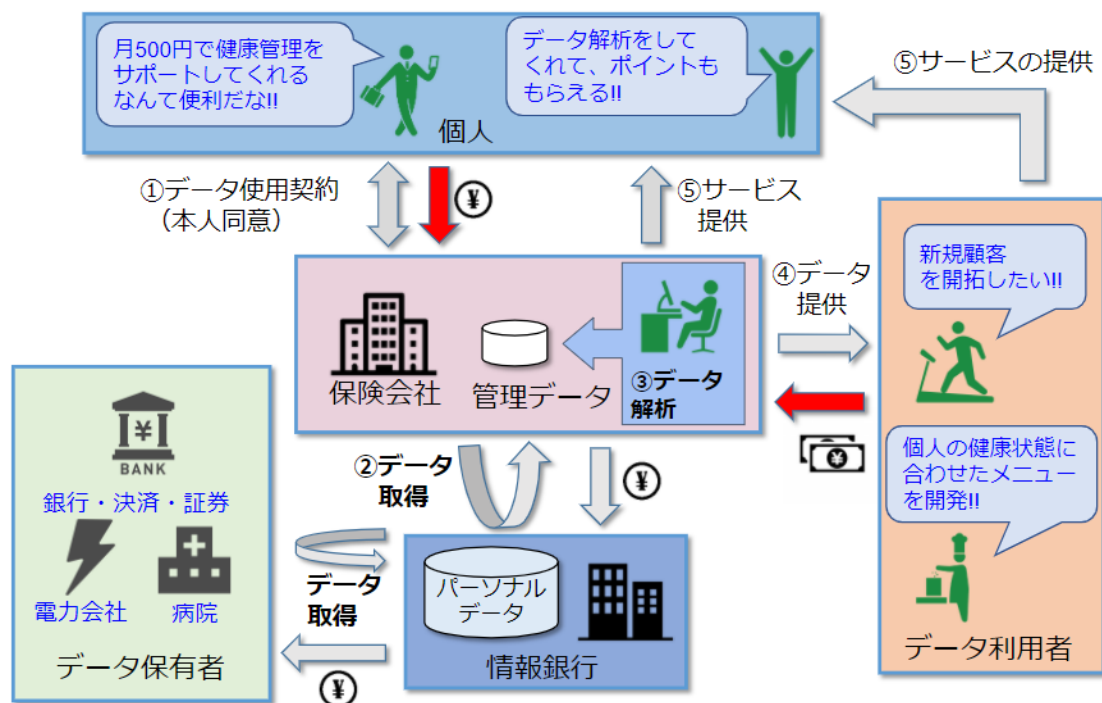 月500円で健康管理を
サポートしてくれる
なんて便利だな!!
データ解析をして
くれて、ポイントも
もらえる!!
個人
⑤サービスの提供
①データ使用契約
（本人同意）
¥
⑤サービス
提供
④データ
提供
新規顧客
を開拓したい!!
保険会社
管理データ
③データ
解析
¥
個人の健康状態に
合わせたメニュー
を開発!!
データ利用者
②データ
取得
¥
¥
BANK
銀行・決済・証券
電力会社
病院
データ保有者
データ
取得
¥
パーソナル
データ
情報銀行